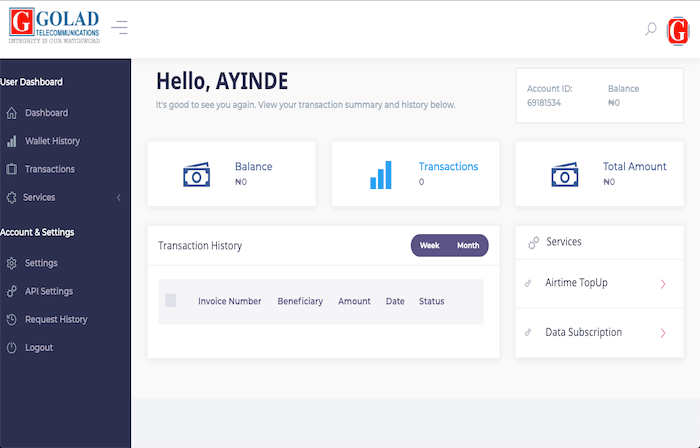 G GOLAD
TELECOMMUNICATIONS
INTEGRITY IS OUR WATCHWORD
G
User Dashboard
Dashboard
Wallet History
Transactions
Services
Account & Settings
Settings
API Settings
Request History
Logout
Hello, AYINDE
It's good to see you again. View your transaction summary and history below.
Account ID: Balance
69181534 ₦0
Balance
₦0
Transactions
0
Total Amount
₦0
Transaction History
Week Month
Invoice Number Beneficiary Amount Date Status
Services
Airtime TopUp
Data Subscription